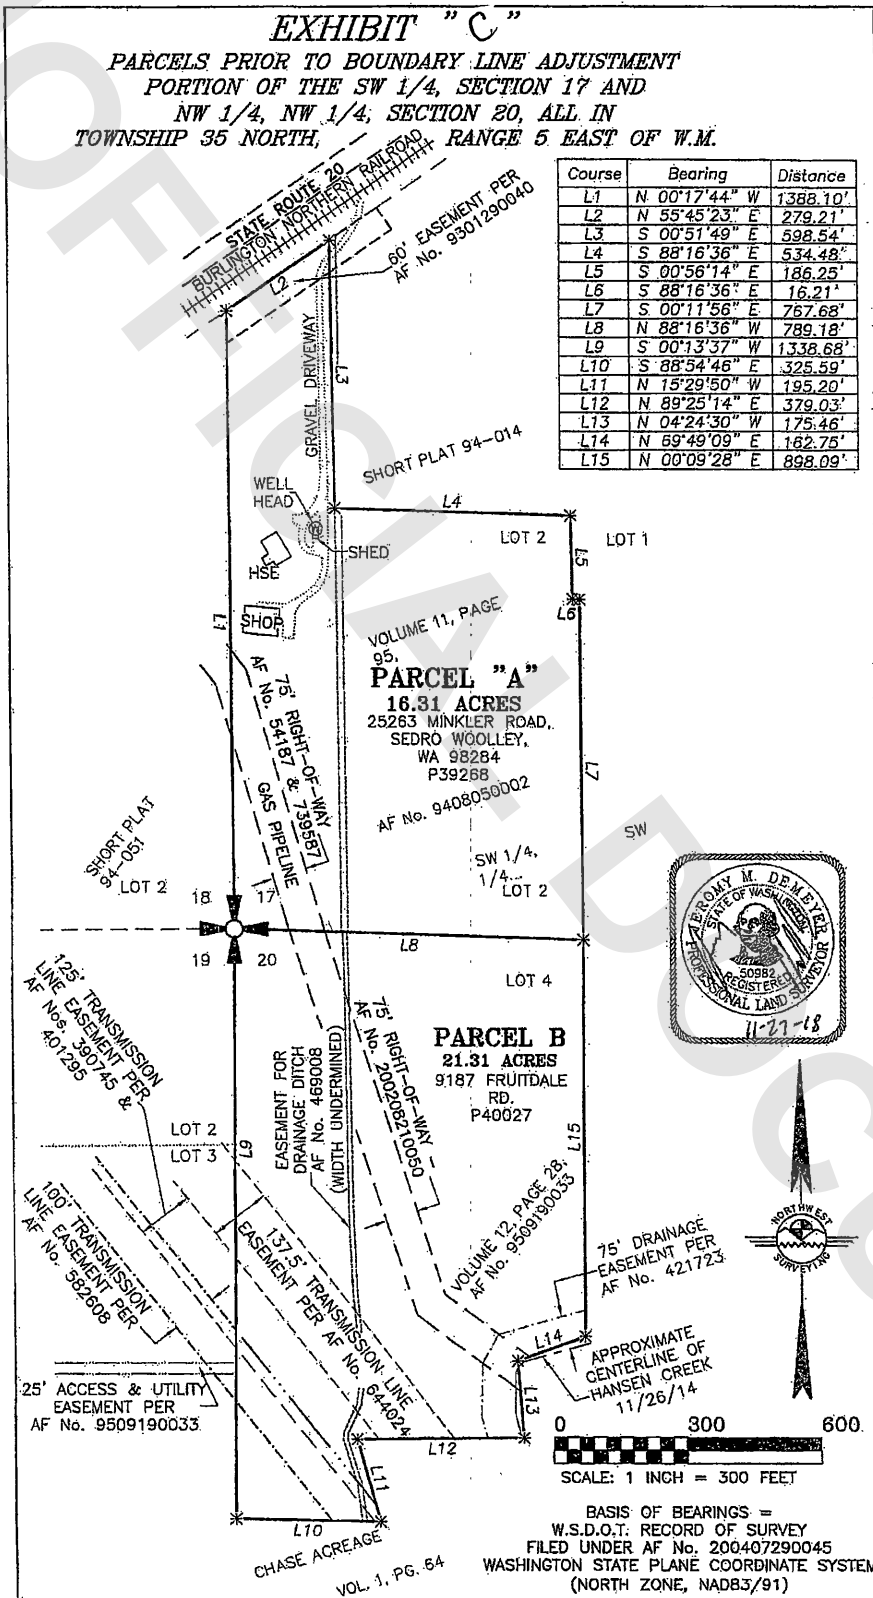 EXHIBIT "C"
PARCELS PRIOR TO BOUNDARY LINE ADJUSTMENT
PORTION OF THE SW 1/4, SECTION 17 AND
NW 1/4, NW 1/4, SECTION 20, ALL IN
TOWNSHIP 35 NORTH, RANGE 5 EAST OF W.M.
Course Bearing Distance
L1 N 00°17'44" W 1388.10'
L2 N 55°45'23" E 279.21'
L3 S 00°51'49" E 598.54'
L4 S 88°16'36" E 534.48'
L5 S 00°56'14" E 186.25'
L6 S 88°16'36" E 16.21'
L7 S 00°11'56" E 767.68'
L8 N 88°16'36" W 789.18'
L9 S 00°13'37" W 1338.68'
L10 S 88°54'46" E 325.59'
L11 N 15°29'50" W 195.20'
L12 N 89°25'14" E 379.03'
L13 N 04°24'30" W 175.46'
L14 N 69°49'09" E 162.75'
L15 N 00°09'28" E 898.09'
STATE ROUTE 20
BURLINGTON NORTHERN RAILROAD
60' EASEMENT PER
AF No. 9301290040
L2
GRAVEL DRIVEWAY
L3
SHORT PLAT 94-014
WELL
HEAD
W
SHED
HSE
SHOP
L4
LOT 2
LOT 1
L5
L6
L1
VOLUME 11, PAGE
95,
PARCEL "A"
16.31 ACRES
25263 MINKLER ROAD,
SEDRO WOOLLEY,
WA 98284
P39268
AF No. 9408050002
L7
75' RIGHT-OF-WAY
AF No. 54187 & 739587
GAS PIPELINE
SW 1/4, SW
1/4
LOT 2
SHORT PLAT
94-051
LOT 2
18
17
19
20
L8
LOT 4
AEROMY M. DEMEYER
STATE OF WASHINGTON
50982
REGISTERED
PROFESSIONAL LAND SURVEYOR
11-27-18
125' TRANSMISSION
LINE EASEMENT PER
AF Nos. 390745 &
401295
PARCEL B
21.31 ACRES
9187 FRUITDALE
RD.
P40027
EASEMENT FOR
DRAINAGE DITCH
AF No. 469008
(WIDTH UNDERMINED)
75' RIGHT-OF-WAY
AF No. 200208210050
L15
LOT 2
LOT 3
L9
100' TRANSMISSION
LINE EASEMENT PER
AF No. 582608
137.5' TRANSMISSION LINE
EASEMENT PER AF No. 644024
VOLUME 12, PAGE 28,
AF No. 9509190033
75' DRAINAGE
EASEMENT PER
AF No. 421723
NORTHWEST
SURVEYING
L14
L13
APPROXIMATE
CENTERLINE OF
HANSEN CREEK
11/26/14
25' ACCESS & UTILITY
EASEMENT PER
AF No. 9509190033
L12
L11
L10
CHASE ACREAGE
VOL. 1, PG. 64
0 300 600
SCALE: 1 INCH = 300 FEET
BASIS OF BEARINGS =
W.S.D.O.T. RECORD OF SURVEY
FILED UNDER AF No. 200407290045
WASHINGTON STATE PLANE COORDINATE SYSTEM
(NORTH ZONE, NAD83/91)